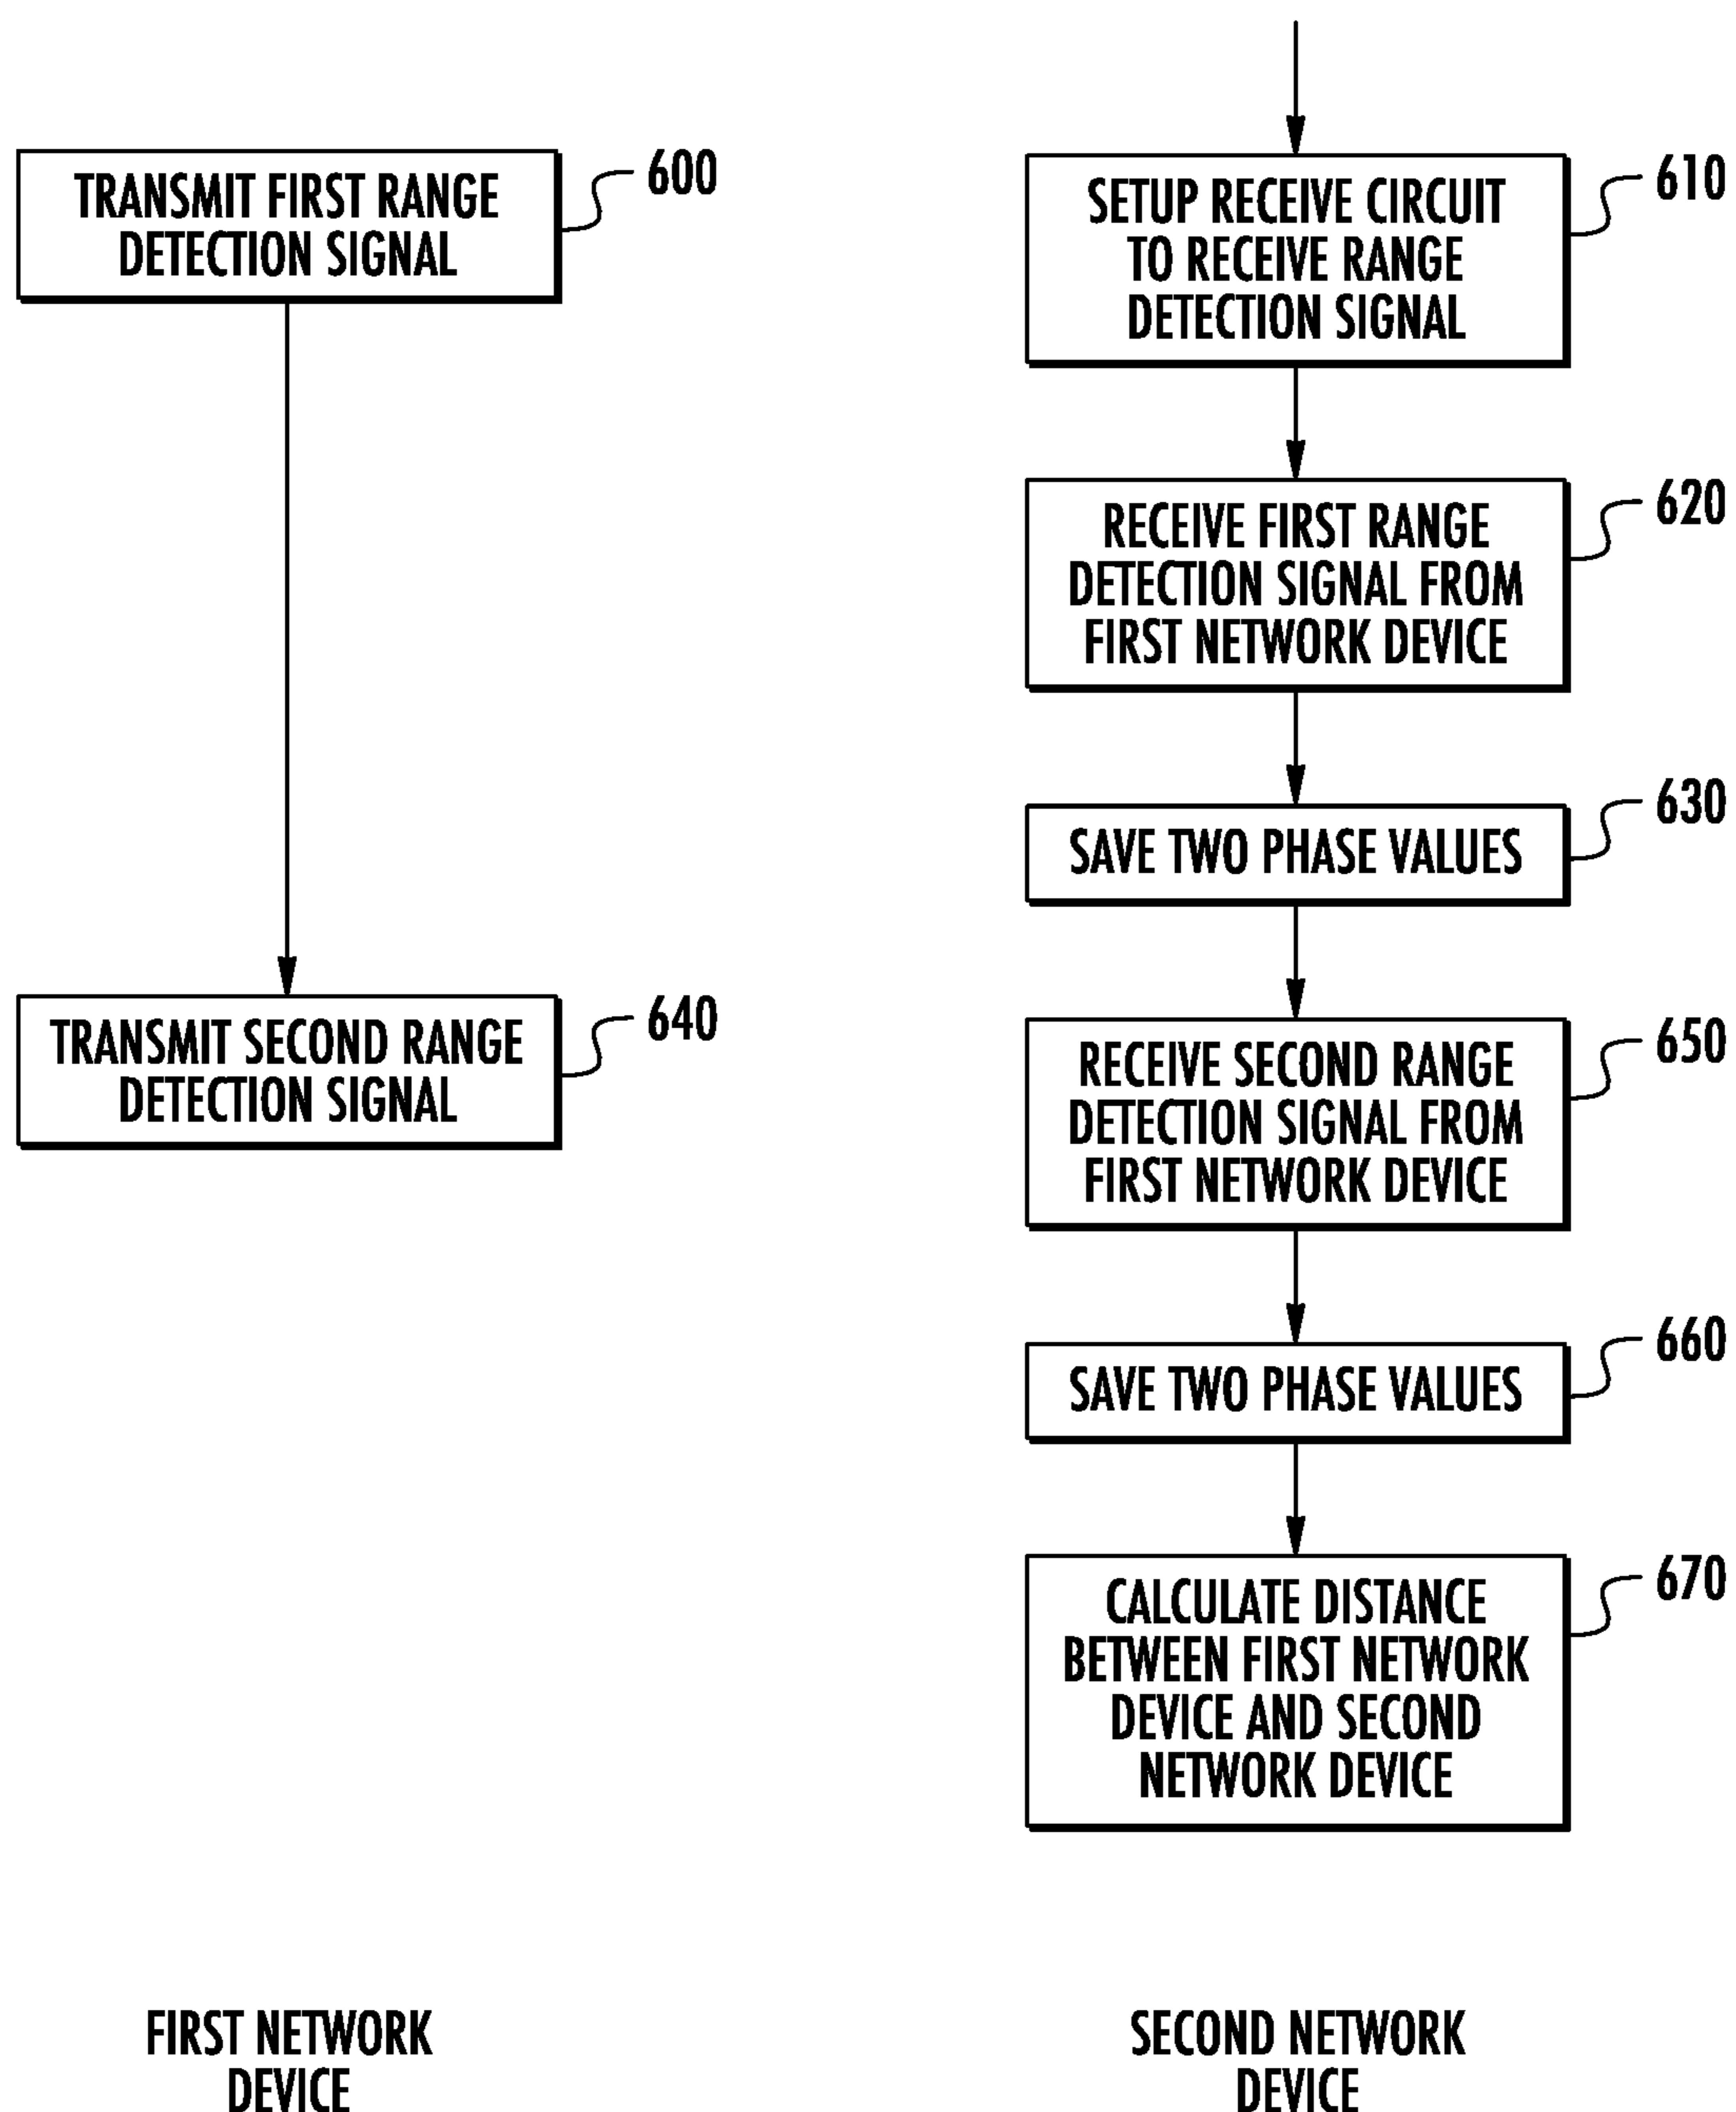 TRANSMIT FIRST RANGE
DETECTION SIGNAL
600
TRANSMIT SECOND RANGE
DETECTION SIGNAL
640
FIRST NETWORK
DEVICE
SETUP RECEIVE CIRCUIT
TO RECEIVE RANGE
DETECTION SIGNAL
610
RECEIVE FIRST RANGE
DETECTION SIGNAL FROM
FIRST NETWORK DEVICE
620
SAVE TWO PHASE VALUES
630
RECEIVE SECOND RANGE
DETECTION SIGNAL FROM
FIRST NETWORK DEVICE
650
SAVE TWO PHASE VALUES
660
CALCULATE DISTANCE
BETWEEN FIRST NETWORK
DEVICE AND SECOND
NETWORK DEVICE
670
SECOND NETWORK
DEVICE